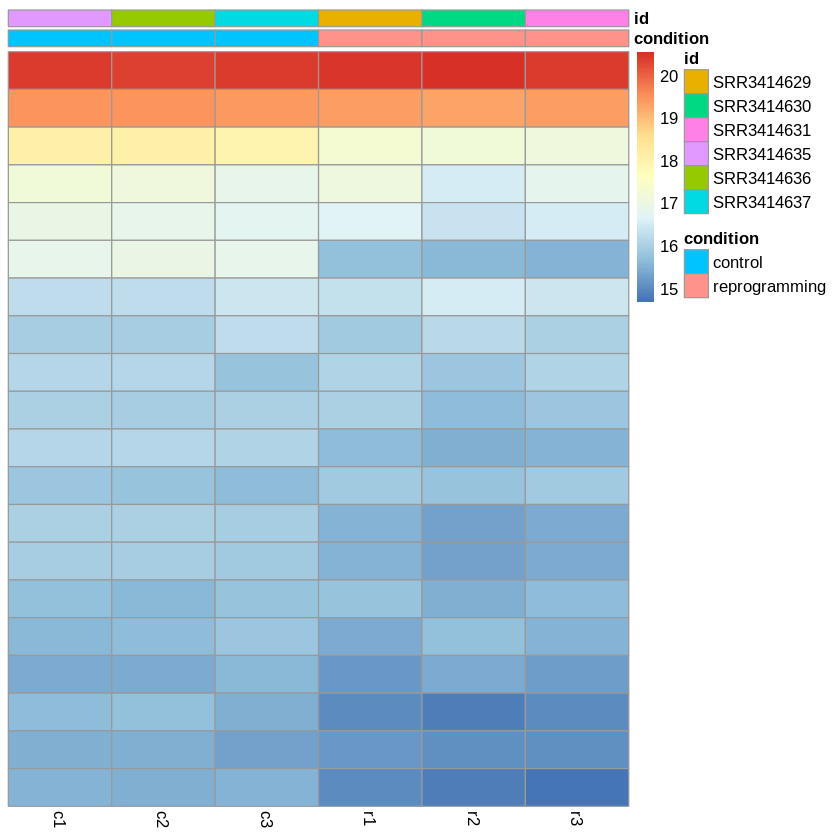 id
condition
20
19
18
17
16
15
id
SRR3414629
SRR3414630
SRR3414631
SRR3414635
SRR3414636
SRR3414637
condition
control
reprogramming
c1
c2
c3
r1
r2
r3